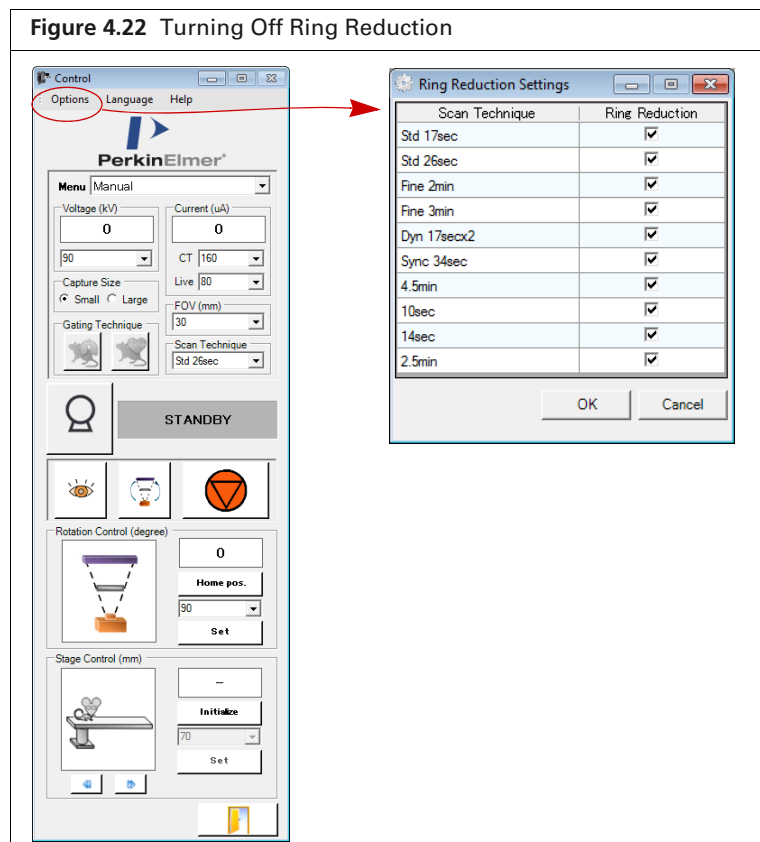 Figure 4.22 Turning Off Ring Reduction
Control
Options Language Help
PerkinElmer
Menu Manual
Voltage (kV)
0
90
Current (uA)
0
CT 160
Live 80
Capture Size
Small Large
FOV (mm)
30
Gating Technique
Scan Technique
Std 26sec
STANDBY
Rotation Control (degree)
0
Home pos.
90
Set
Stage Control (mm)
–
Initialize
70
Set
Ring Reduction Settings
Scan Technique Ring Reduction
Std 17sec
Std 26sec
Fine 2min
Fine 3min
Dyn 17secx2
Sync 34sec
4.5min
10sec
14sec
2.5min
OK Cancel